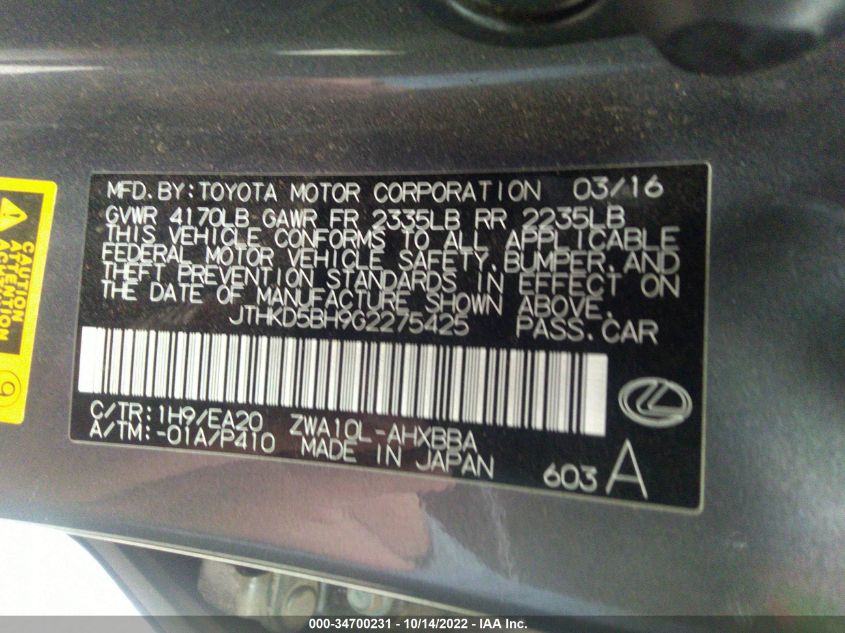 MFD. BY: TOYOTA MOTOR CORPORATION 03/16
GVWR 4170LB GAWR FR 2335LB RR 2235LB
THIS VEHICLE CONFORMS TO ALL APPLICABLE
FEDERAL MOTOR VEHICLE SAFETY, BUMPER, AND
THEFT PREVENTION STANDARDS IN EFFECT ON
THE DATE OF MANUFACTURE SHOWN ABOVE.
JTHKD5BH9G2275425 PASS. CAR
C/TR: 1H9/EA20 ZWA10L-AHXBBA
A/TM: -01A/P410 MADE IN JAPAN
603 A
CAUTION
ATTENTION
9
000-34700231 - 10/14/2022 - IAA Inc.